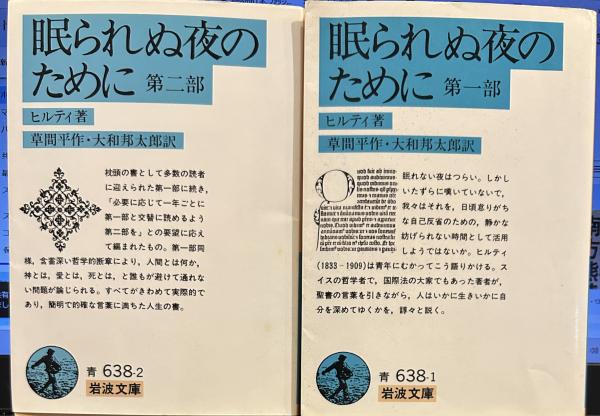 眠られぬ夜の
ために 第二部
ヒルティ著
草間平作・大和邦太郎訳
枕頭の書として多数の読者
に迎えられた第一部に続き,
「必要に応じて一年ごとに
第一部と交替に読めるよう
第二部を」との要望に応え
て編まれたもの。第一部同
様, 含蓄深い哲学的断章により, 人間とは何か,
神とは, 愛とは, 死とは, と誰もが避けて通れな
い問題が論じられる。すべてがきわめて実際的で
あり, 簡明で的確な言葉に満ちた人生の書。
青 638-2
岩波文庫
眠られぬ夜の
ために 第一部
ヒルティ著
草間平作・大和邦太郎訳
眠れない夜はつらい。しかし
いたずらに嘆いていないで,
我々はそれを, 日頃怠りがち
な自己反省のための, 静かな
妨げられない時間として活用
しようではないか。ヒルティ
(1833-1909)は青年にむかってこう語りかける。ス
イスの哲学者で, 国際法の大家でもあった著者が,
聖書の言葉を引きながら, 人はいかに生きいかに自
分を深めてゆくかを, 諄々と説く。
青 638-1
岩波文庫